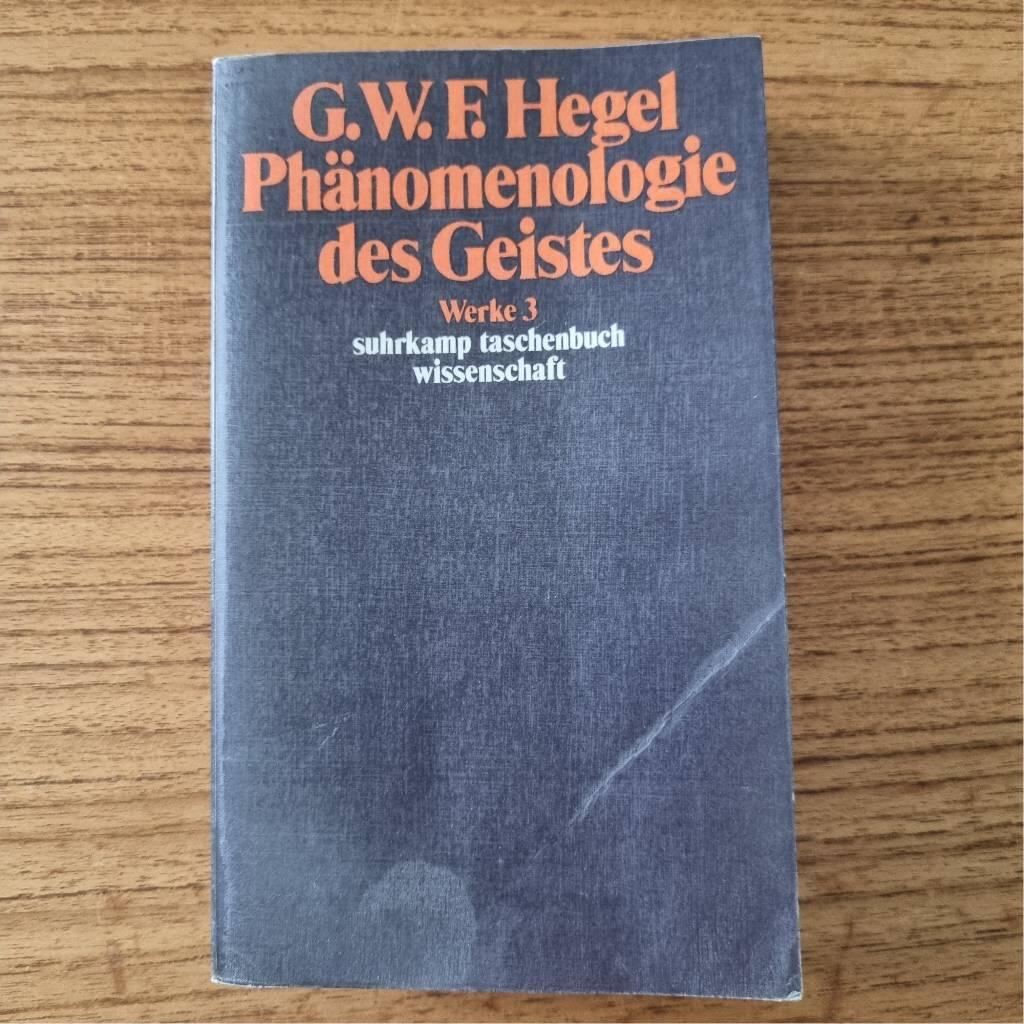 G.W.F. Hegel
Phänomenologie
des Geistes
Werke 3
suhrkamp taschenbuch
wissenschaft